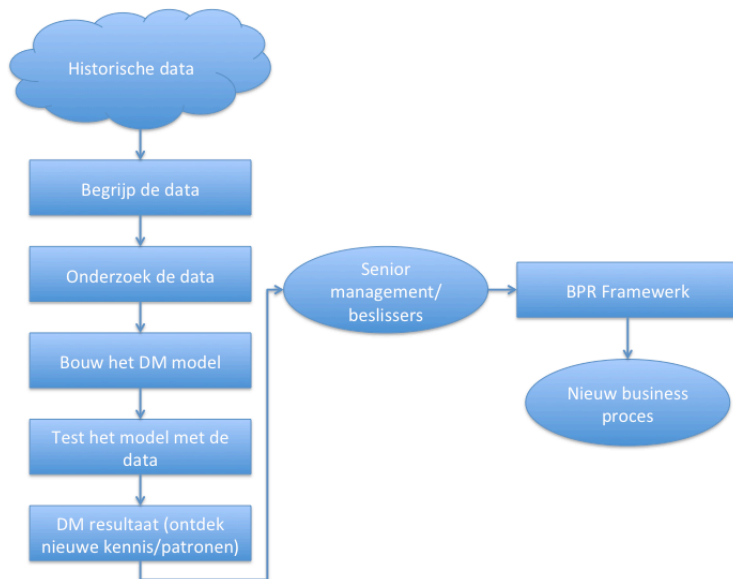 Historische data
Begrijp de data
Onderzoek de data
Bouw het DM model
Test het model met de
data
DM resultaat (ontdek
nieuwe kennis/patronen)
Senior
management/
beslissers
BPR Framewerk
Nieuw business
proces